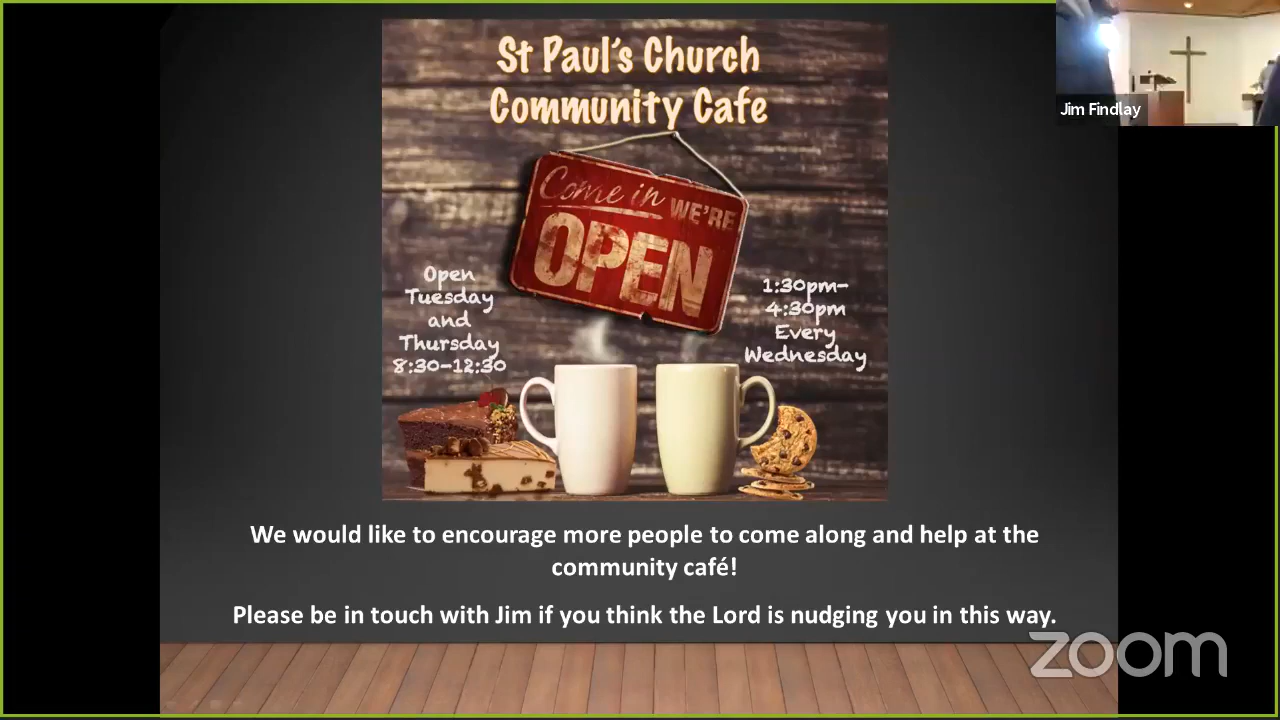 St Paul's Church
Community Cafe
Come in WE'RE
OPEN
Open
Tuesday
and
Thursday
8:30-12:30
1:30pm-
4:30pm
Every
Wednesday
We would like to encourage more people to come along and help at the
community café!
Please be in touch with Jim if you think the Lord is nudging you in this way.
Jim Findlay
zoom